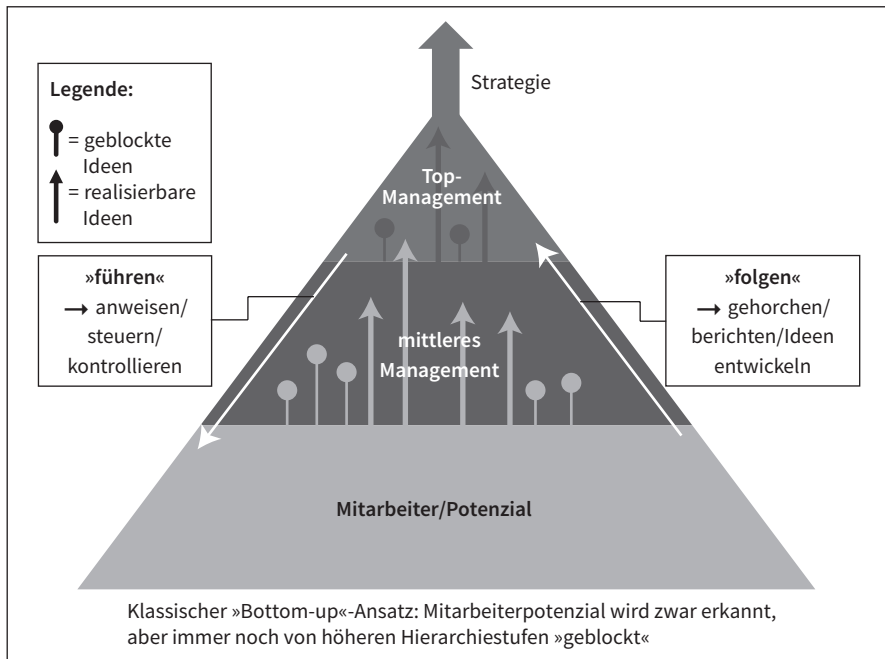 Strategie
Legende:
= geblockte
Ideen
= realisierbare
Ideen
Top-
Management
»führen«
→ anweisen/
steuern/
kontrollieren
»folgen«
→ gehorchen/
berichten/Ideen
entwickeln
mittleres
Management
Mitarbeiter/Potenzial
Klassischer »Bottom-up«-Ansatz: Mitarbeiterpotenzial wird zwar erkannt,
aber immer noch von höheren Hierarchiestufen »geblockt«